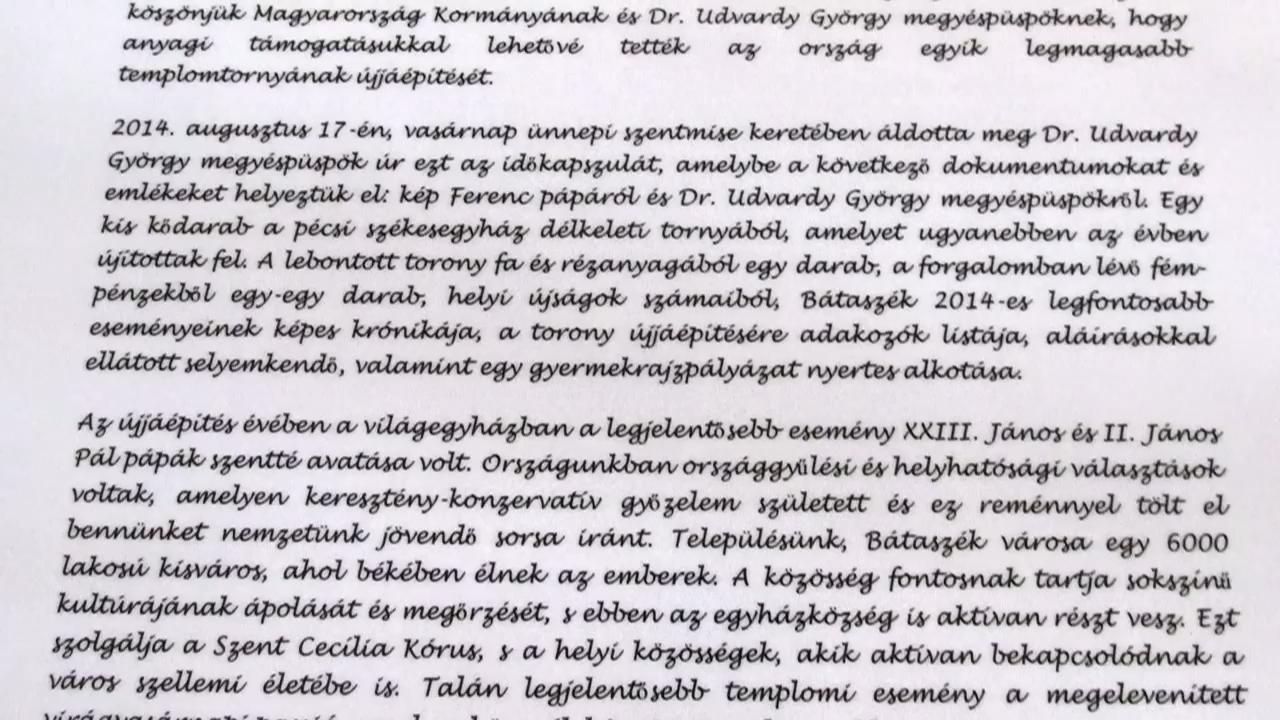 köszönjük Magyarország Kormányának és Dr. Udvardy György megyéspüspöknek, hogy
anyagi támogatásukkal lehetővé tették az ország egyik legmagasabb
templomtornyának újjáépítését.
2014. augusztus 17-én, vasárnap ünnepi szentmise keretében áldotta meg Dr. Udvardy
György megyéspüspök úr ezt az időkapszulát, amelybe a következő dokumentumokat és
emlékeket helyeztük el: kép Ferenc pápáról és Dr. Udvardy György megyéspüspökről. Egy
kis kődarab a pécsi székesegyház délkeleti tornyából, amelyet ugyanebben az évben
újítottak fel. A lebontott torony fa és rézanyagából egy darab, a forgalomban lévő fém-
pénzekből egy-egy darab, helyi újságok számaiból, Bátaszék 2014-es legfontosabb
eseményeinek képes krónikája, a torony újjáépítésére adakozók listája, aláírásokkal
ellátott selyemkendő, valamint egy gyermekrajzpályázat nyertes alkotása.
Az újjáépítés évében a világegyházban a legjelentősebb esemény XXIII. János és II. János
Pál pápák szentté avatása volt. Országunkban országgyűlési és helyhatósági választások
voltak, amelyen keresztény-konzervatív győzelem született és ez reménnyel tölt el
bennünket nemzetünk jövendő sorsa iránt. Településünk, Bátaszék városa egy 6000
lakosú kisváros, ahol békében élnek az emberek. A közösség fontosnak tartja sokszínű
kultúrájának ápolását és megőrzését, s ebben az egyházközség is aktívan részt vesz. Ezt
szolgálja a Szent Cecília Kórus, s a helyi közösségek, akik aktívan bekapcsolódnak a
város szellemi életébe is. Talán legjelentősebb templomi esemény a megelevenített